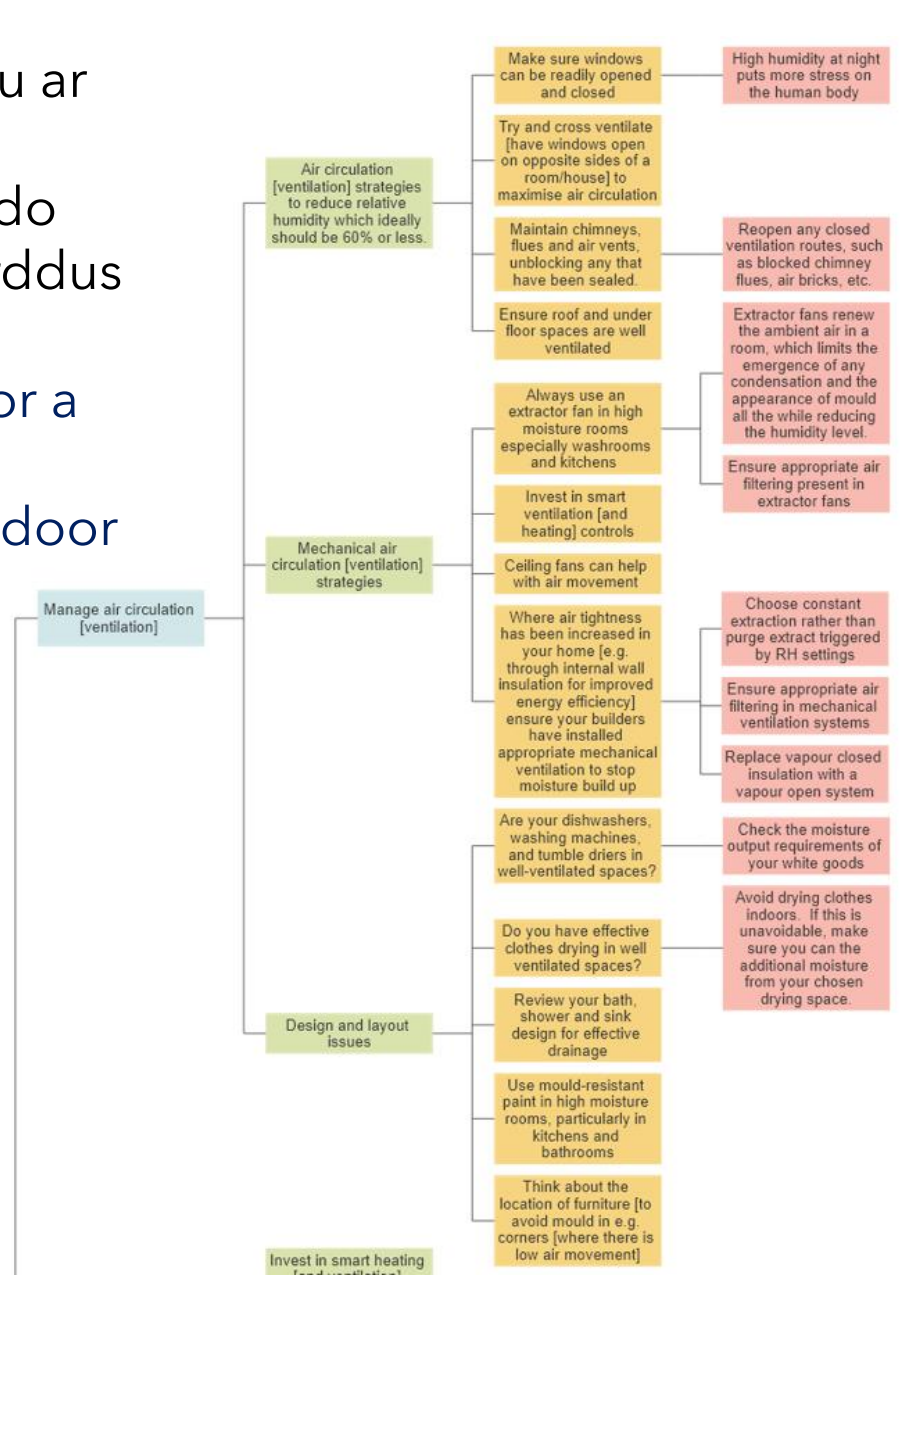 u ar
do
ddus
or a
door
Manage air circulation
[ventilation]
Air circulation
[ventilation] strategies
to reduce relative
humidity which ideally
should be 60% or less.
Make sure windows
can be readily opened
and closed
High humidity at night
puts more stress on
the human body
Try and cross ventilate
[have windows open
on opposite sides of a
room/house] to
maximise air circulation
Maintain chimneys,
flues and air vents,
unblocking any that
have been sealed.
Reopen any closed
ventilation routes, such
as blocked chimney
flues, air bricks, etc.
Ensure roof and under
floor spaces are well
ventilated
Mechanical air
circulation [ventilation]
strategies
Always use an
extractor fan in high
moisture rooms
especially washrooms
and kitchens
Extractor fans renew
the ambient air in a
room, which limits the
emergence of any
condensation and the
appearance of mould
all the while reducing
the humidity level.
Ensure appropriate air
filtering present in
extractor fans
Invest in smart
ventilation [and
heating] controls
Ceiling fans can help
with air movement
Where air tightness
has been increased in
your home [e.g.
through internal wall
insulation for improved
energy efficiency]
ensure your builders
have installed
appropriate mechanical
ventilation to stop
moisture build up
Choose constant
extraction rather than
purge extract triggered
by RH settings
Ensure appropriate air
filtering in mechanical
ventilation systems
Replace vapour closed
insulation with a
vapour open system
Design and layout
issues
Are your dishwashers,
washing machines,
and tumble driers in
well-ventilated spaces?
Check the moisture
output requirements of
your white goods
Do you have effective
clothes drying in well
ventilated spaces?
Avoid drying clothes
indoors. If this is
unavoidable, make
sure you can the
additional moisture
from your chosen
drying space.
Review your bath,
shower and sink
design for effective
drainage
Use mould-resistant
paint in high moisture
rooms, particularly in
kitchens and
bathrooms
Think about the
location of furniture [to
avoid mould in e.g.
corners [where there is
low air movement]
Invest in smart heating
[and ventilation]